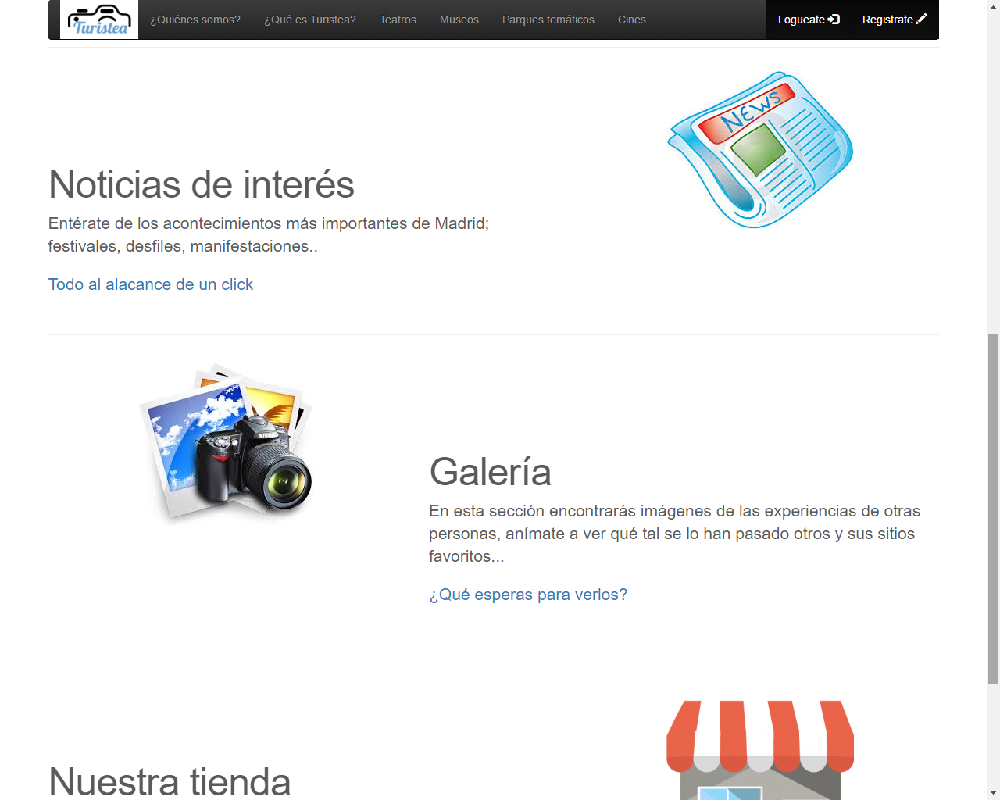 Turistea
¿Quiénes somos?
¿Qué es Turistea?
Teatros
Museos
Parques temáticos
Cines
Logueate
Registrate
NEWS
Noticias de interés
Entérate de los acontecimientos más importantes de Madrid;
festivales, desfiles, manifestaciones..
Todo al alacance de un click
NIKON
Galería
En esta sección encontrarás imágenes de las experiencias de otras
personas, anímate a ver qué tal se lo han pasado otros y sus sitios
favoritos...
¿Qué esperas para verlos?
Nuestra tienda